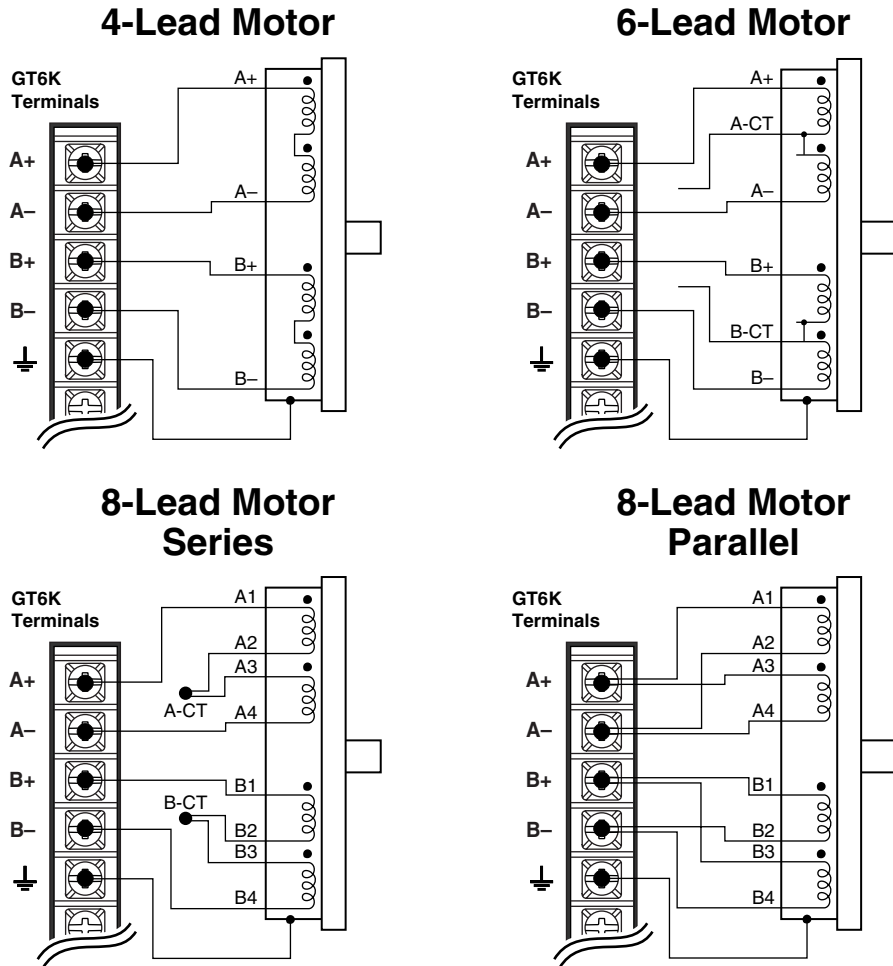 4-Lead Motor
GT6K
Terminals
A+
A–
B+
B–
A+
A–
B+
B–
6-Lead Motor
GT6K
Terminals
A+
A–
B+
B–
A+
A-CT
A–
B+
B-CT
B–
8-Lead Motor
Series
GT6K
Terminals
A+
A–
B+
B–
A1
A2
A3
A-CT
A4
B1
B-CT
B2
B3
B4
8-Lead Motor
Parallel
GT6K
Terminals
A+
A–
B+
B–
A1
A2
A3
A4
B1
B2
B3
B4